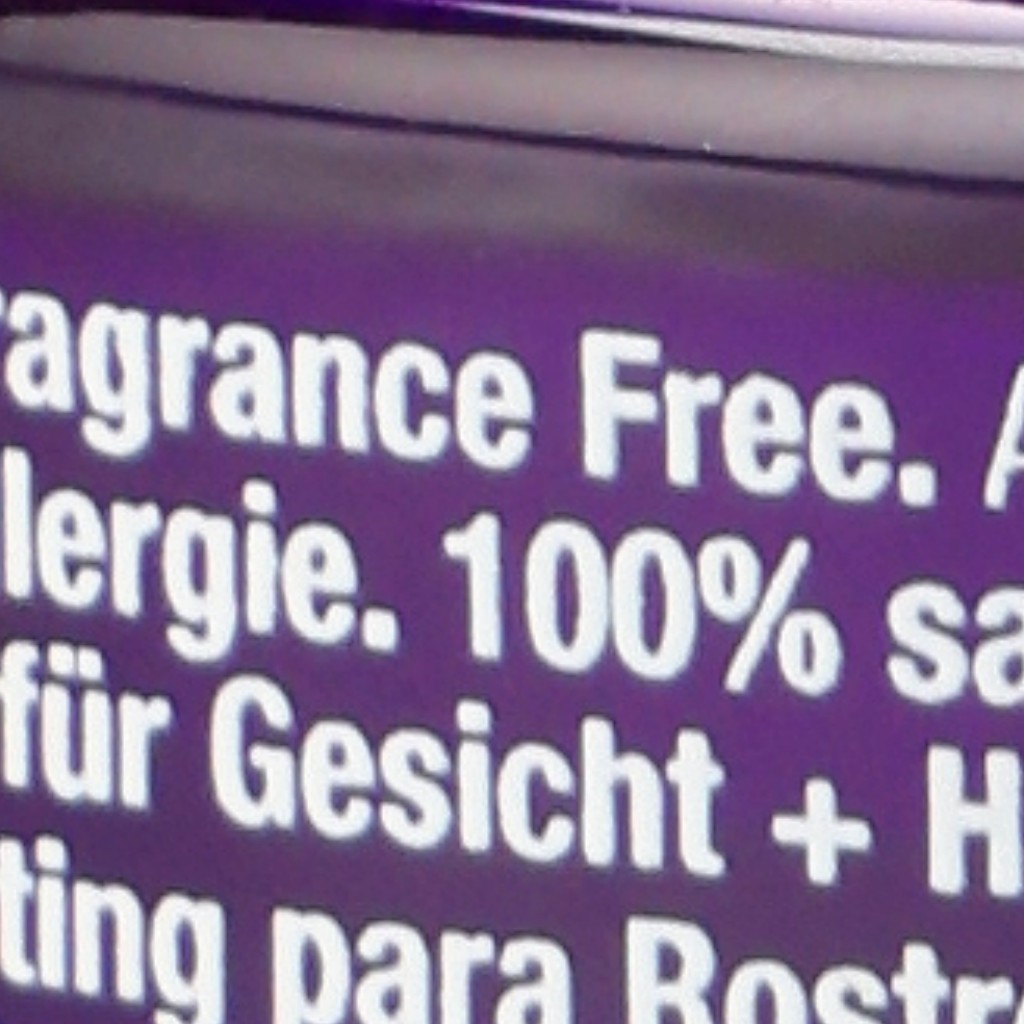 ragrance Free. A
lergie. 100% sa
für Gesicht + H
ting para Rostr